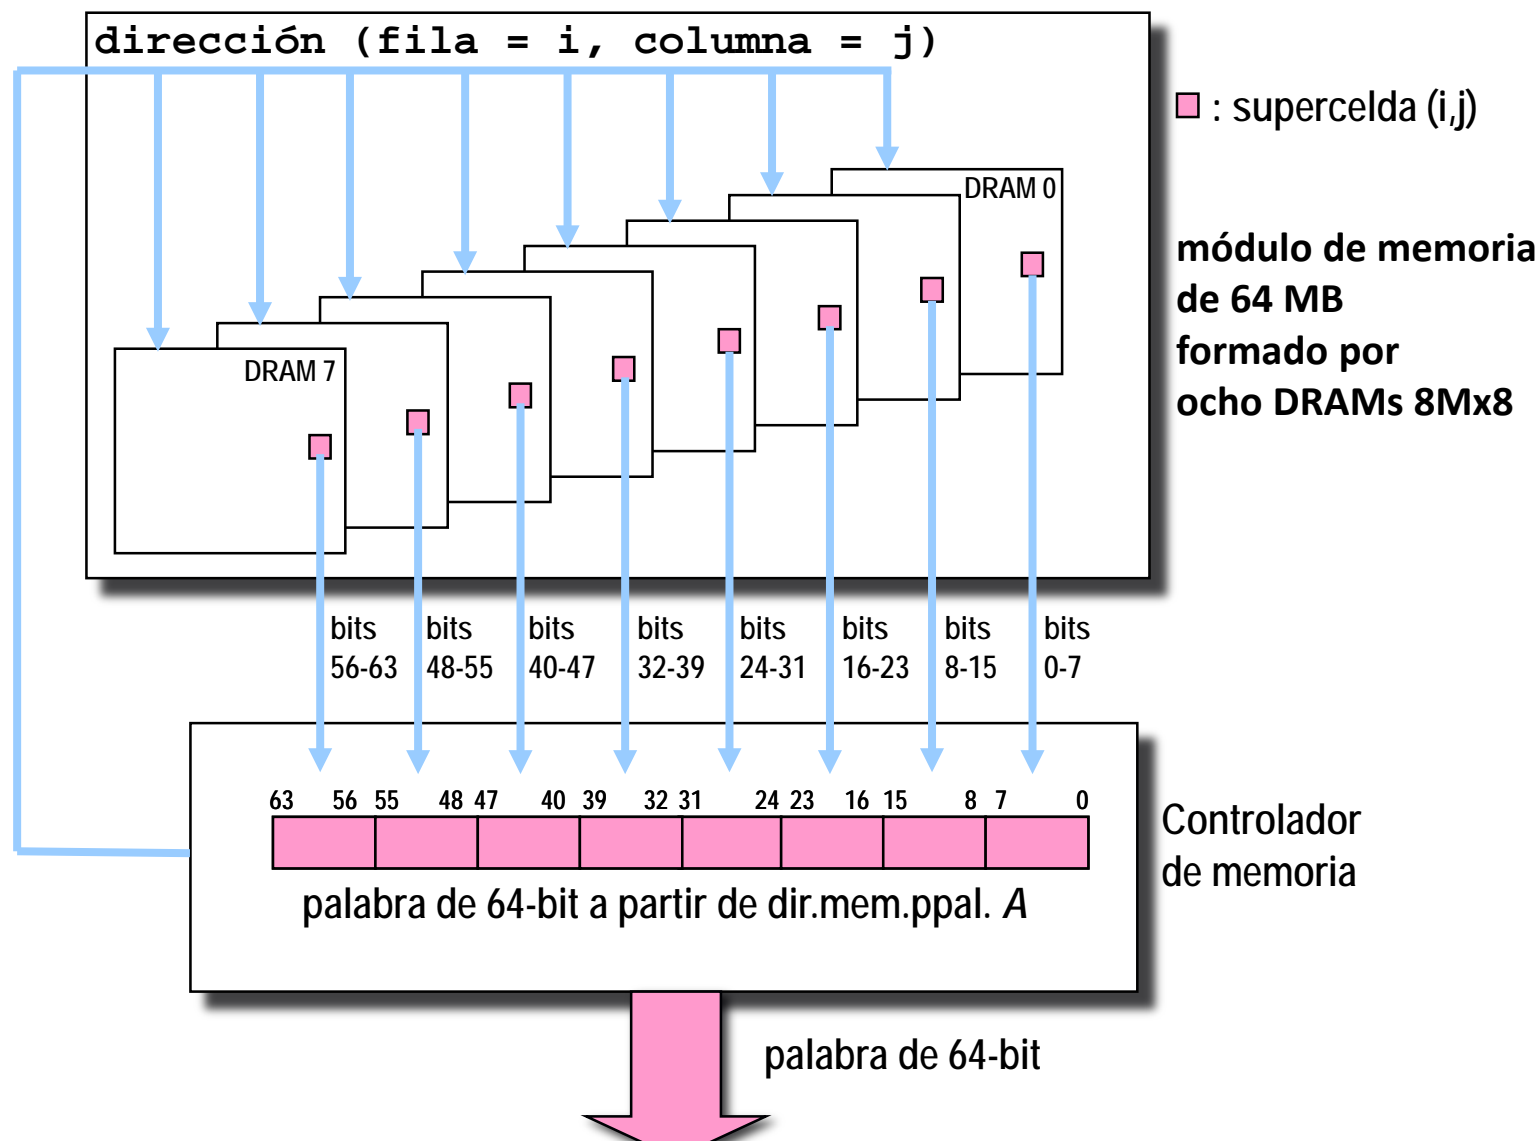 dirección (fila = i, columna = j)
: supercelda (i,j)
DRAM 0
módulo de memoria
de 64 MB
formado por
ocho DRAMs 8Mx8
DRAM 7
bits bits bits bits bits bits bits bits
56-63 48-55 40-47 32-39 24-31 16-23 8-15 0-7
63 56 55 48 47 40 39 32 31 24 23 16 15 8 7 0
Controlador
de memoria
palabra de 64-bit a partir de dir.mem.ppal. A
palabra de 64-bit